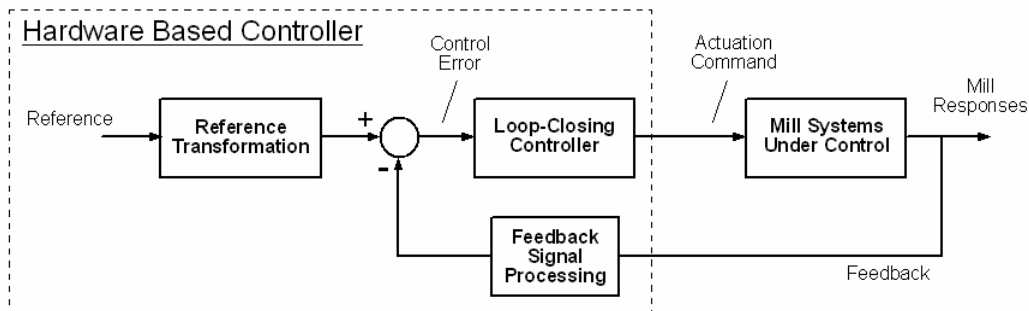 Hardware Based Controller
Control
Error
Actuation
Command
Mill
Responses
Reference
Reference
Transformation
+
-
Loop-Closing
Controller
Mill Systems
Under Control
Feedback
Signal
Processing
Feedback